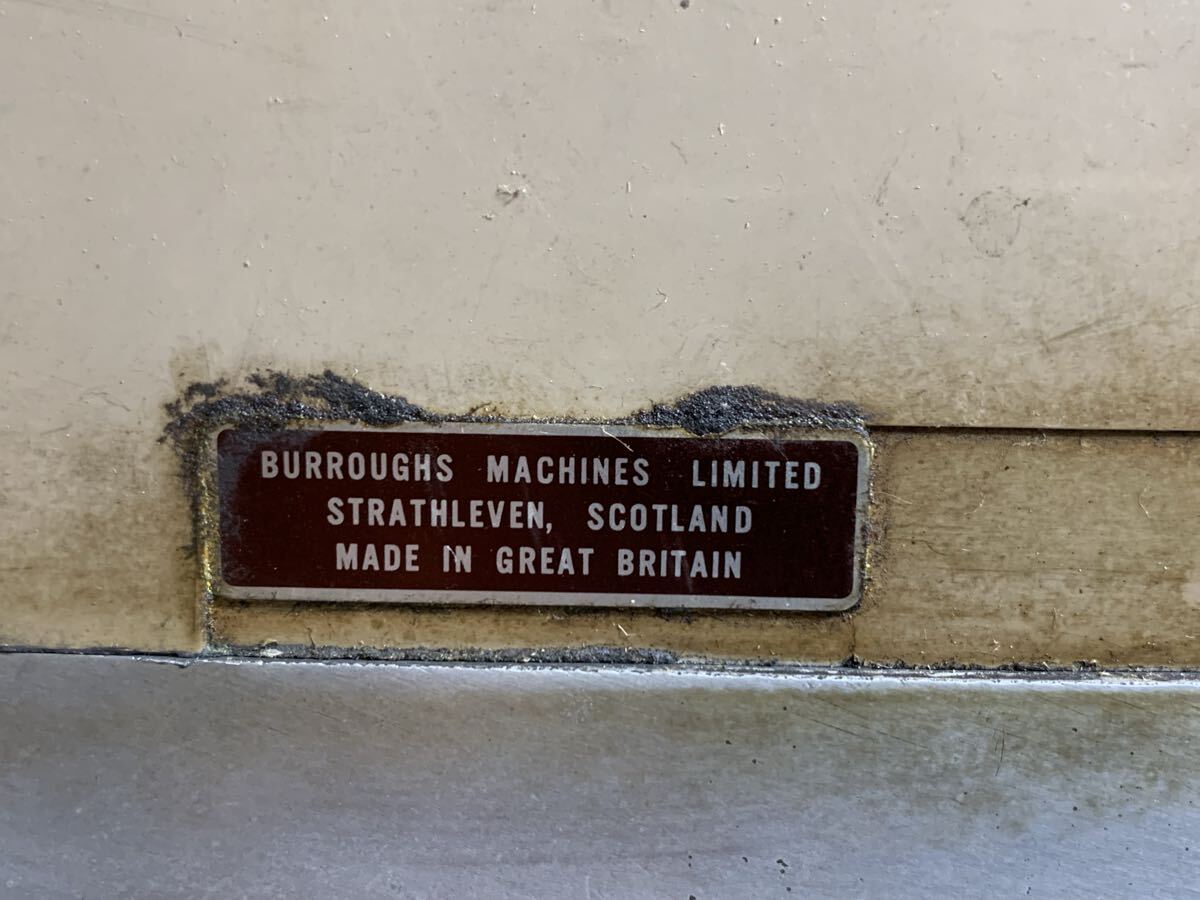 BURROUGHS MACHINES LIMITED
STRATHLEVEN, SCOTLAND
MADE IN GREAT BRITAIN